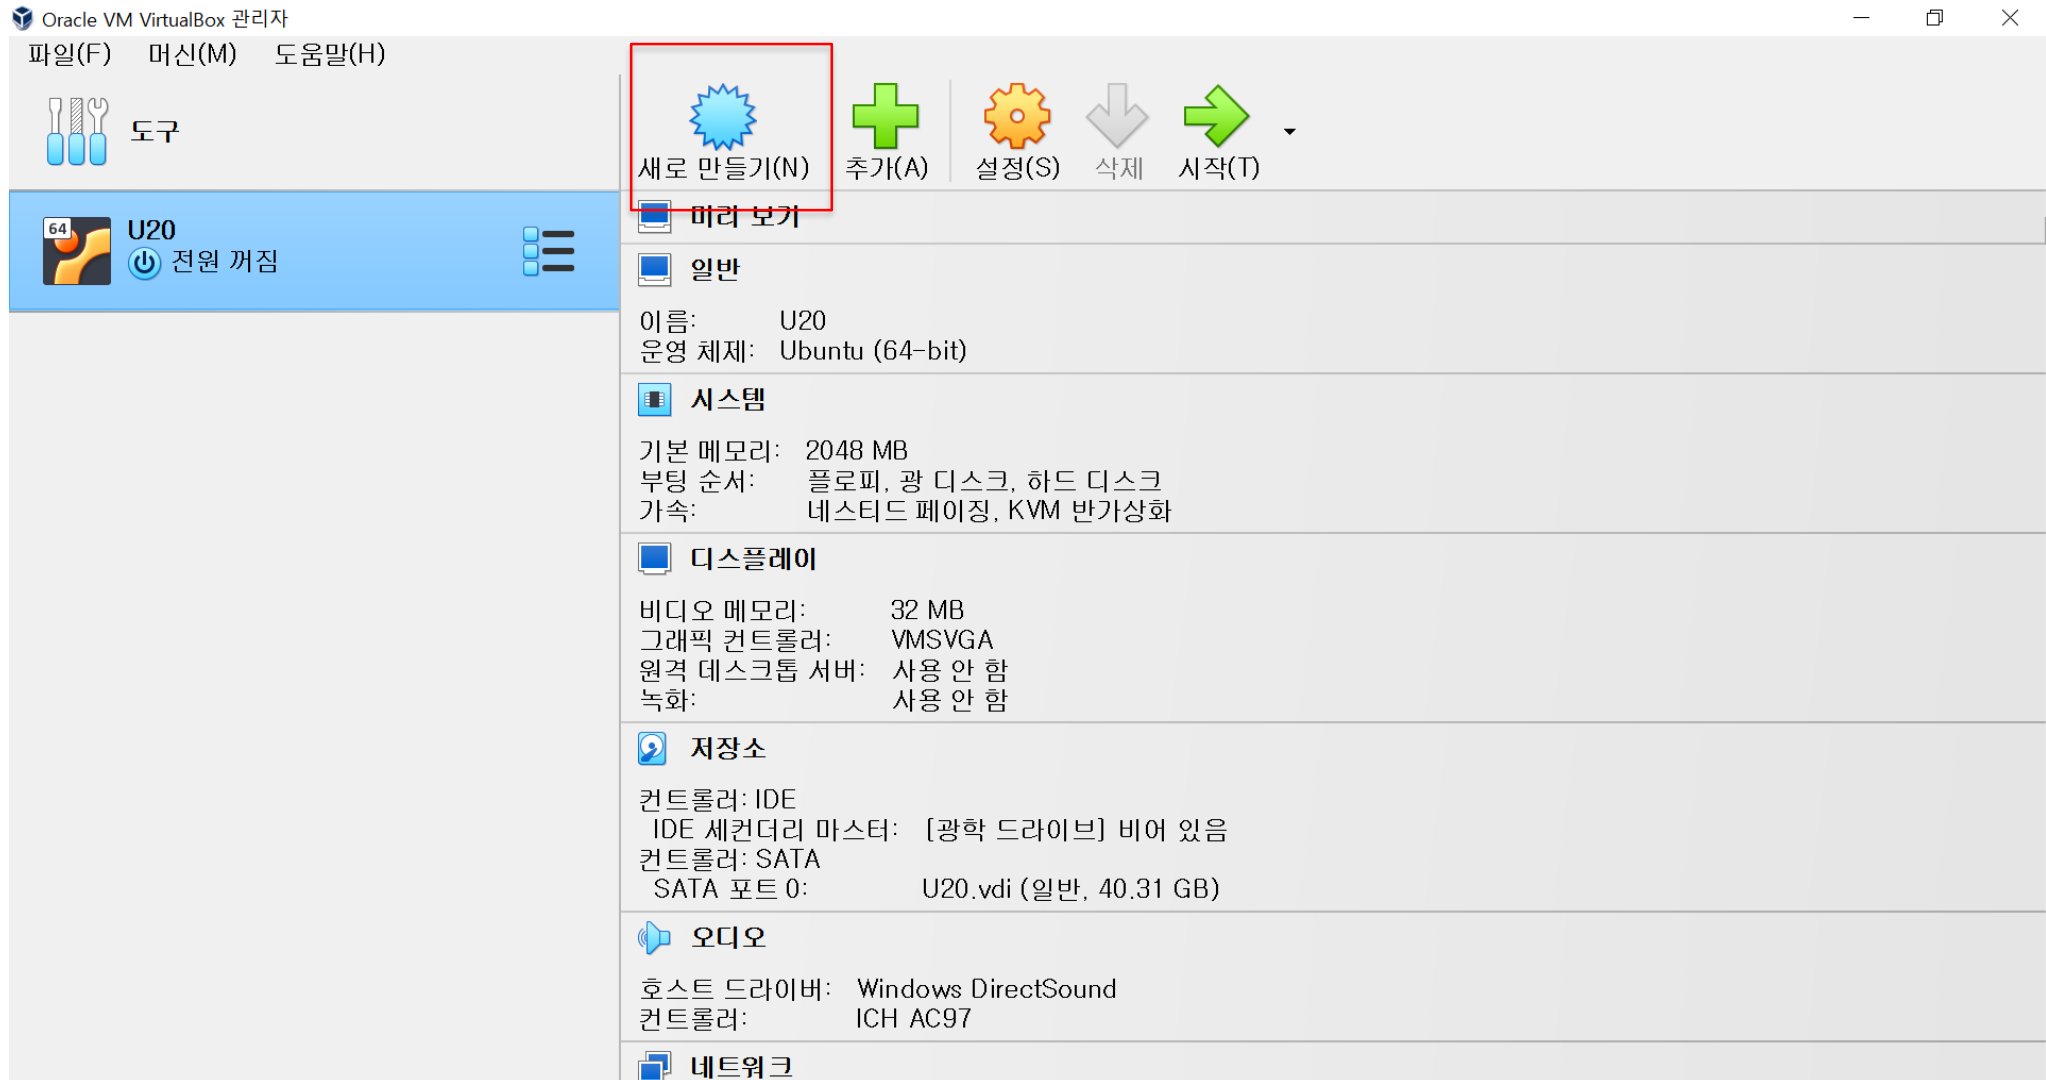 Oracle VM VirtualBox 관리자
파일(F) 머신(M) 도움말(H)
도구
새로 만들기(N) 추가(A) 설정(S) 삭제 시작(T)
64
U20
전원 꺼짐
미리 보기
일반
이름: U20
운영 체제: Ubuntu (64-bit)
시스템
기본 메모리: 2048 MB
부팅 순서: 플로피, 광 디스크, 하드 디스크
가속: 네스티드 페이징, KVM 반가상화
디스플레이
비디오 메모리: 32 MB
그래픽 컨트롤러: VMSVGA
원격 데스크톱 서버: 사용 안 함
녹화: 사용 안 함
저장소
컨트롤러: IDE
IDE 세컨더리 마스터: [광학 드라이브] 비어 있음
컨트롤러: SATA
SATA 포트 0: U20.vdi (일반, 40.31 GB)
오디오
호스트 드라이버: Windows DirectSound
컨트롤러: ICH AC97
네트워크